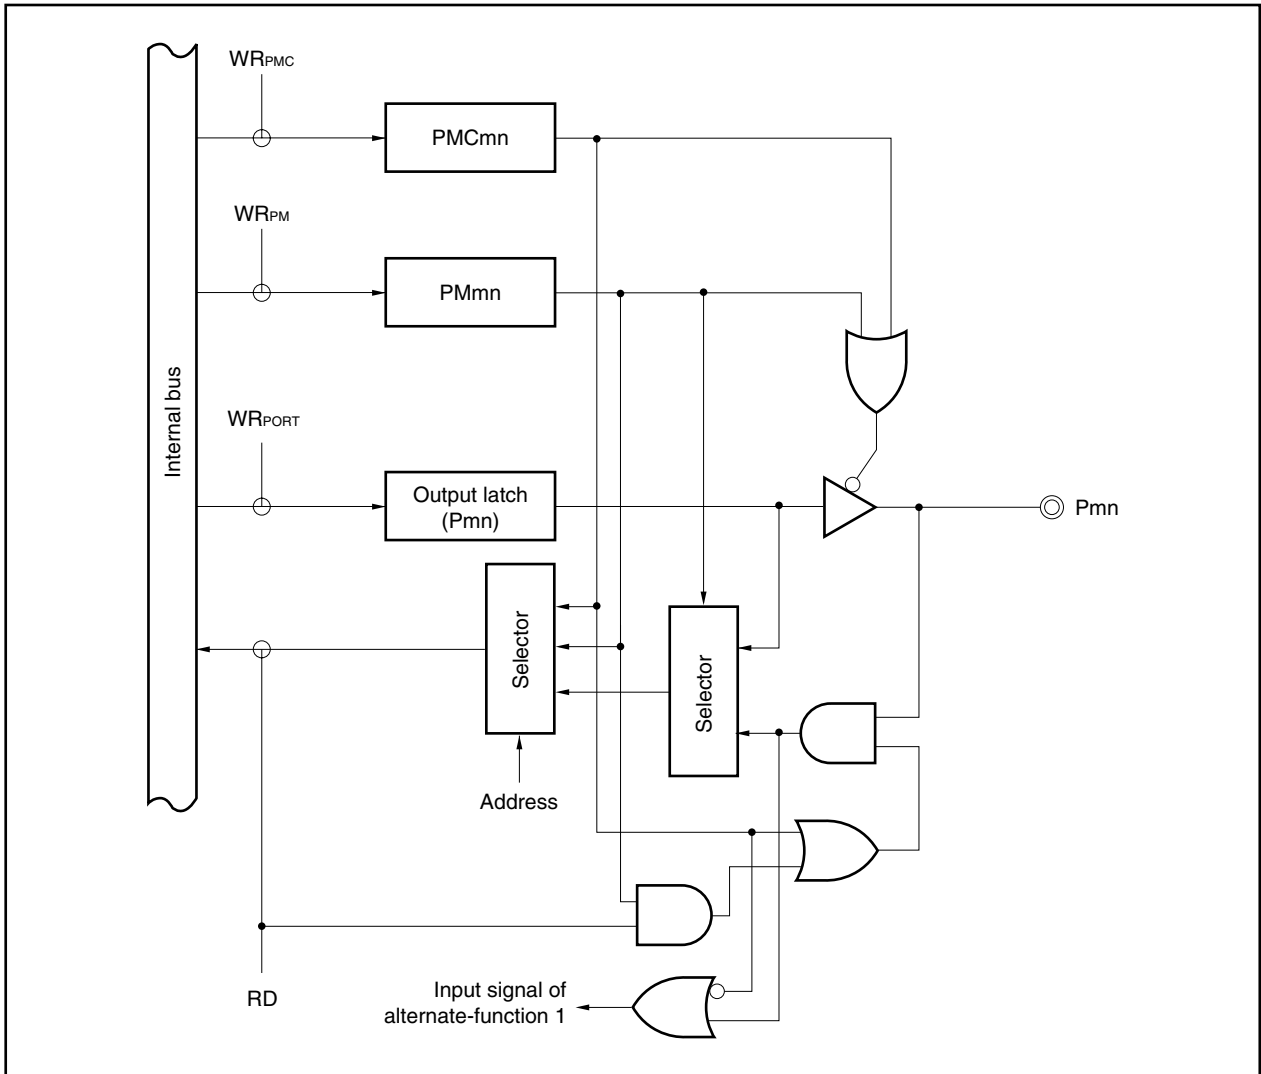 WRPMC
PMCmn
WRPM
PMmn
Internal bus
WRPORT
Output latch
(Pmn)
Pmn
Selector
Selector
Address
RD
Input signal of
alternate-function 1